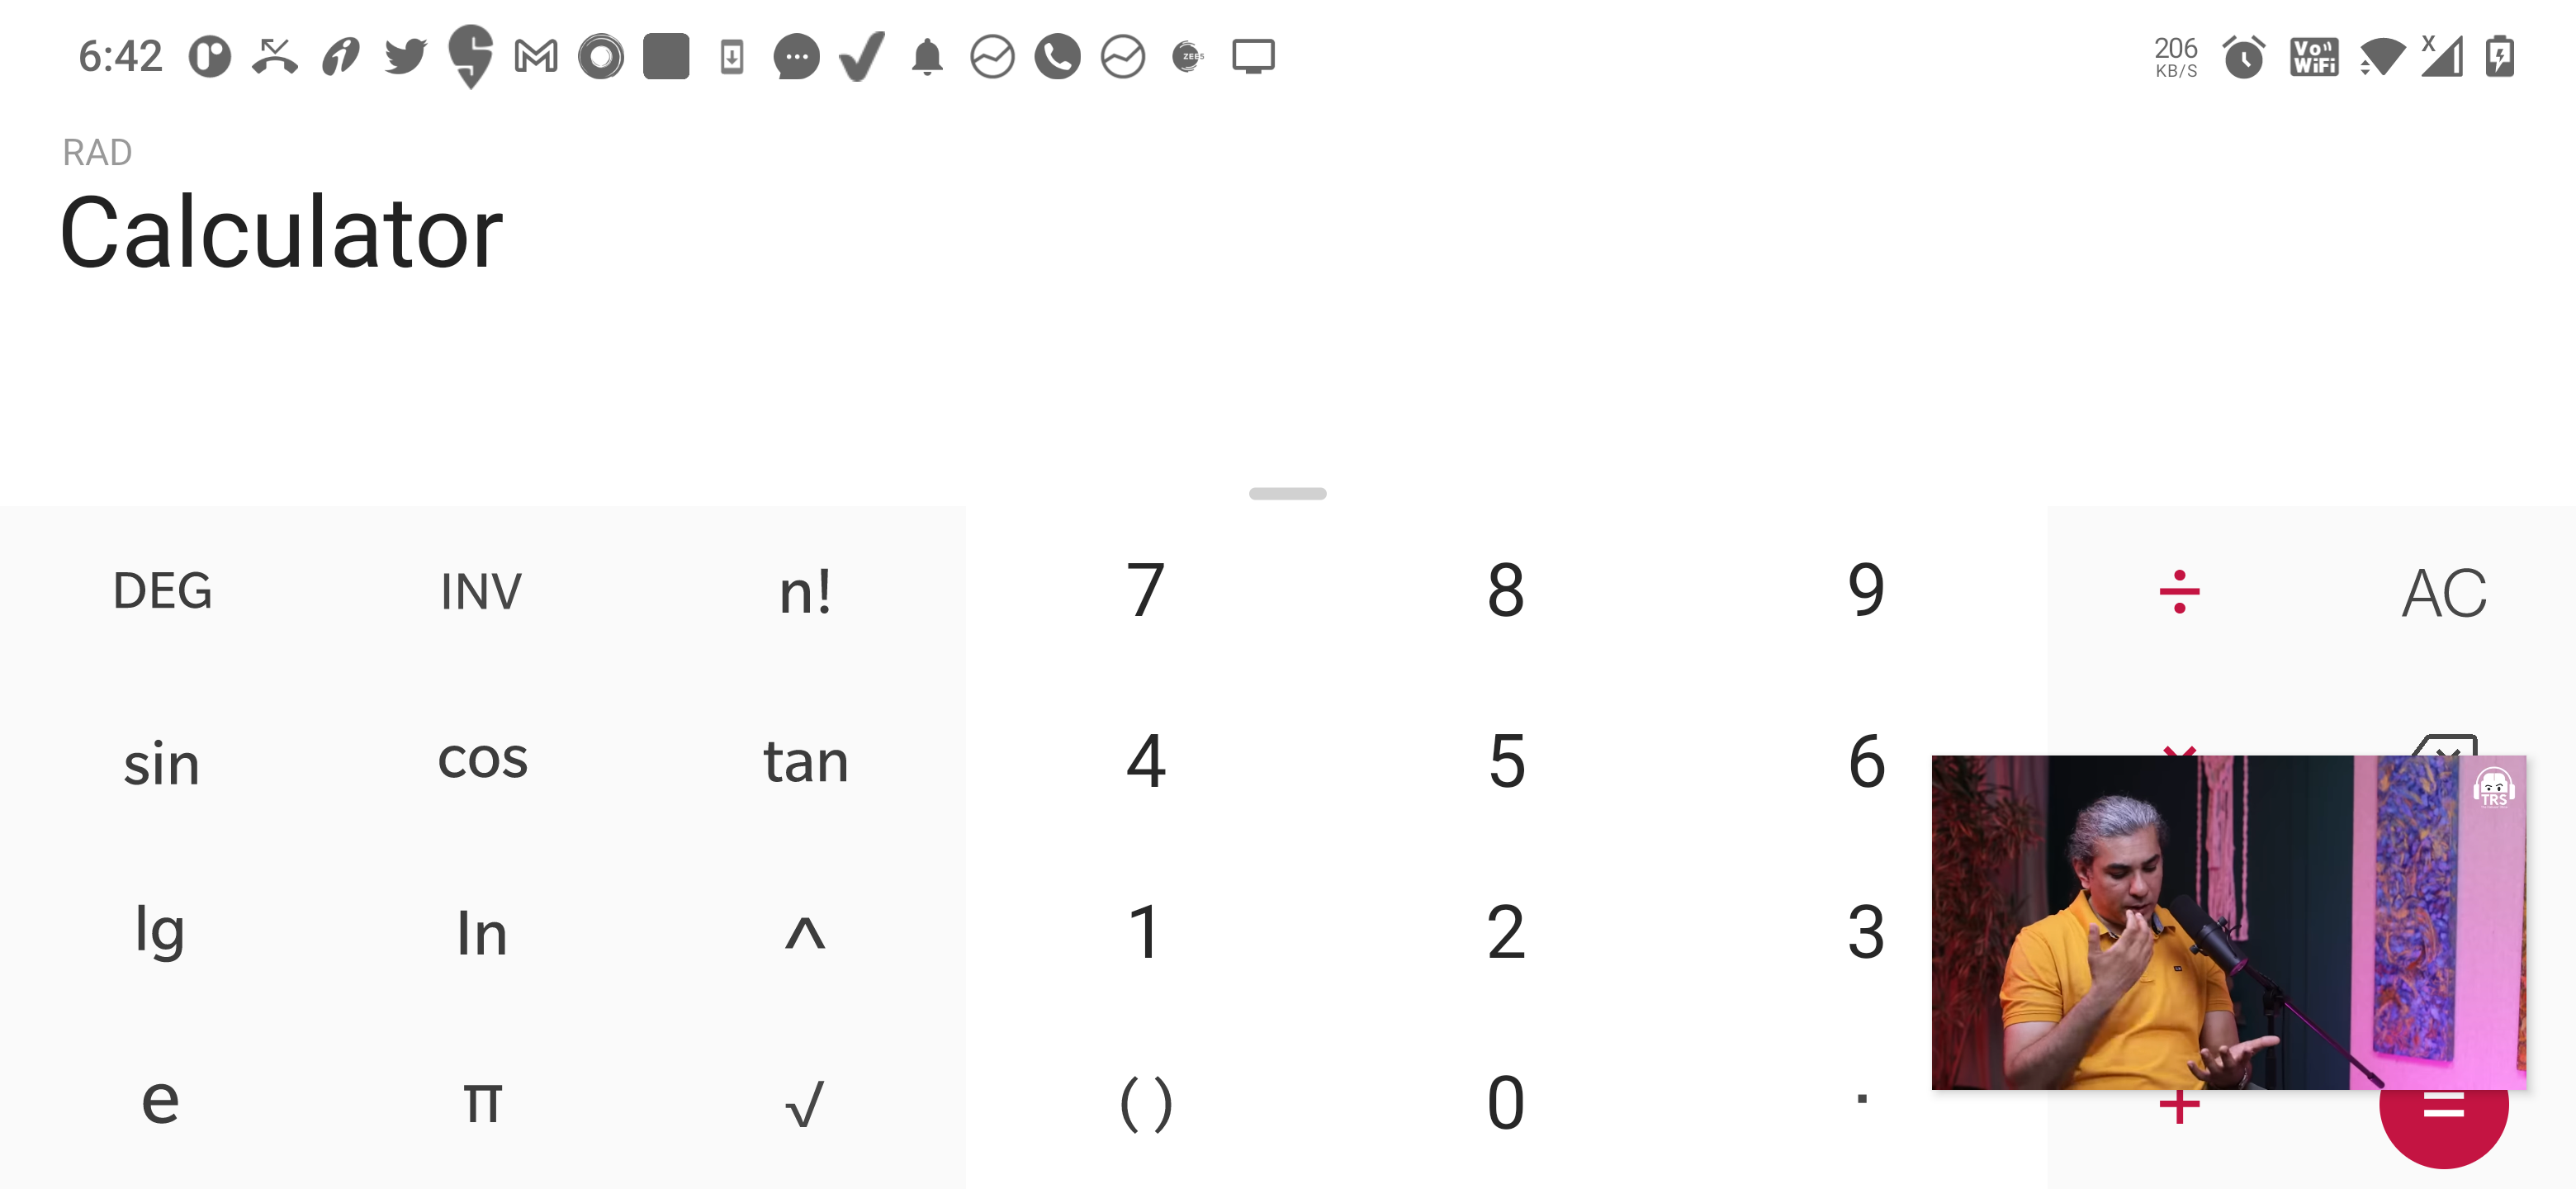 6:42 ZEE5 206 KB/S Vo WiFi X
RAD
Calculator
DEG INV n! 7 8 9 ÷ AC
sin cos tan 4 5 6 ×
TRS
lg ln ^ 1 2 3
e π √ ( ) 0 . + =